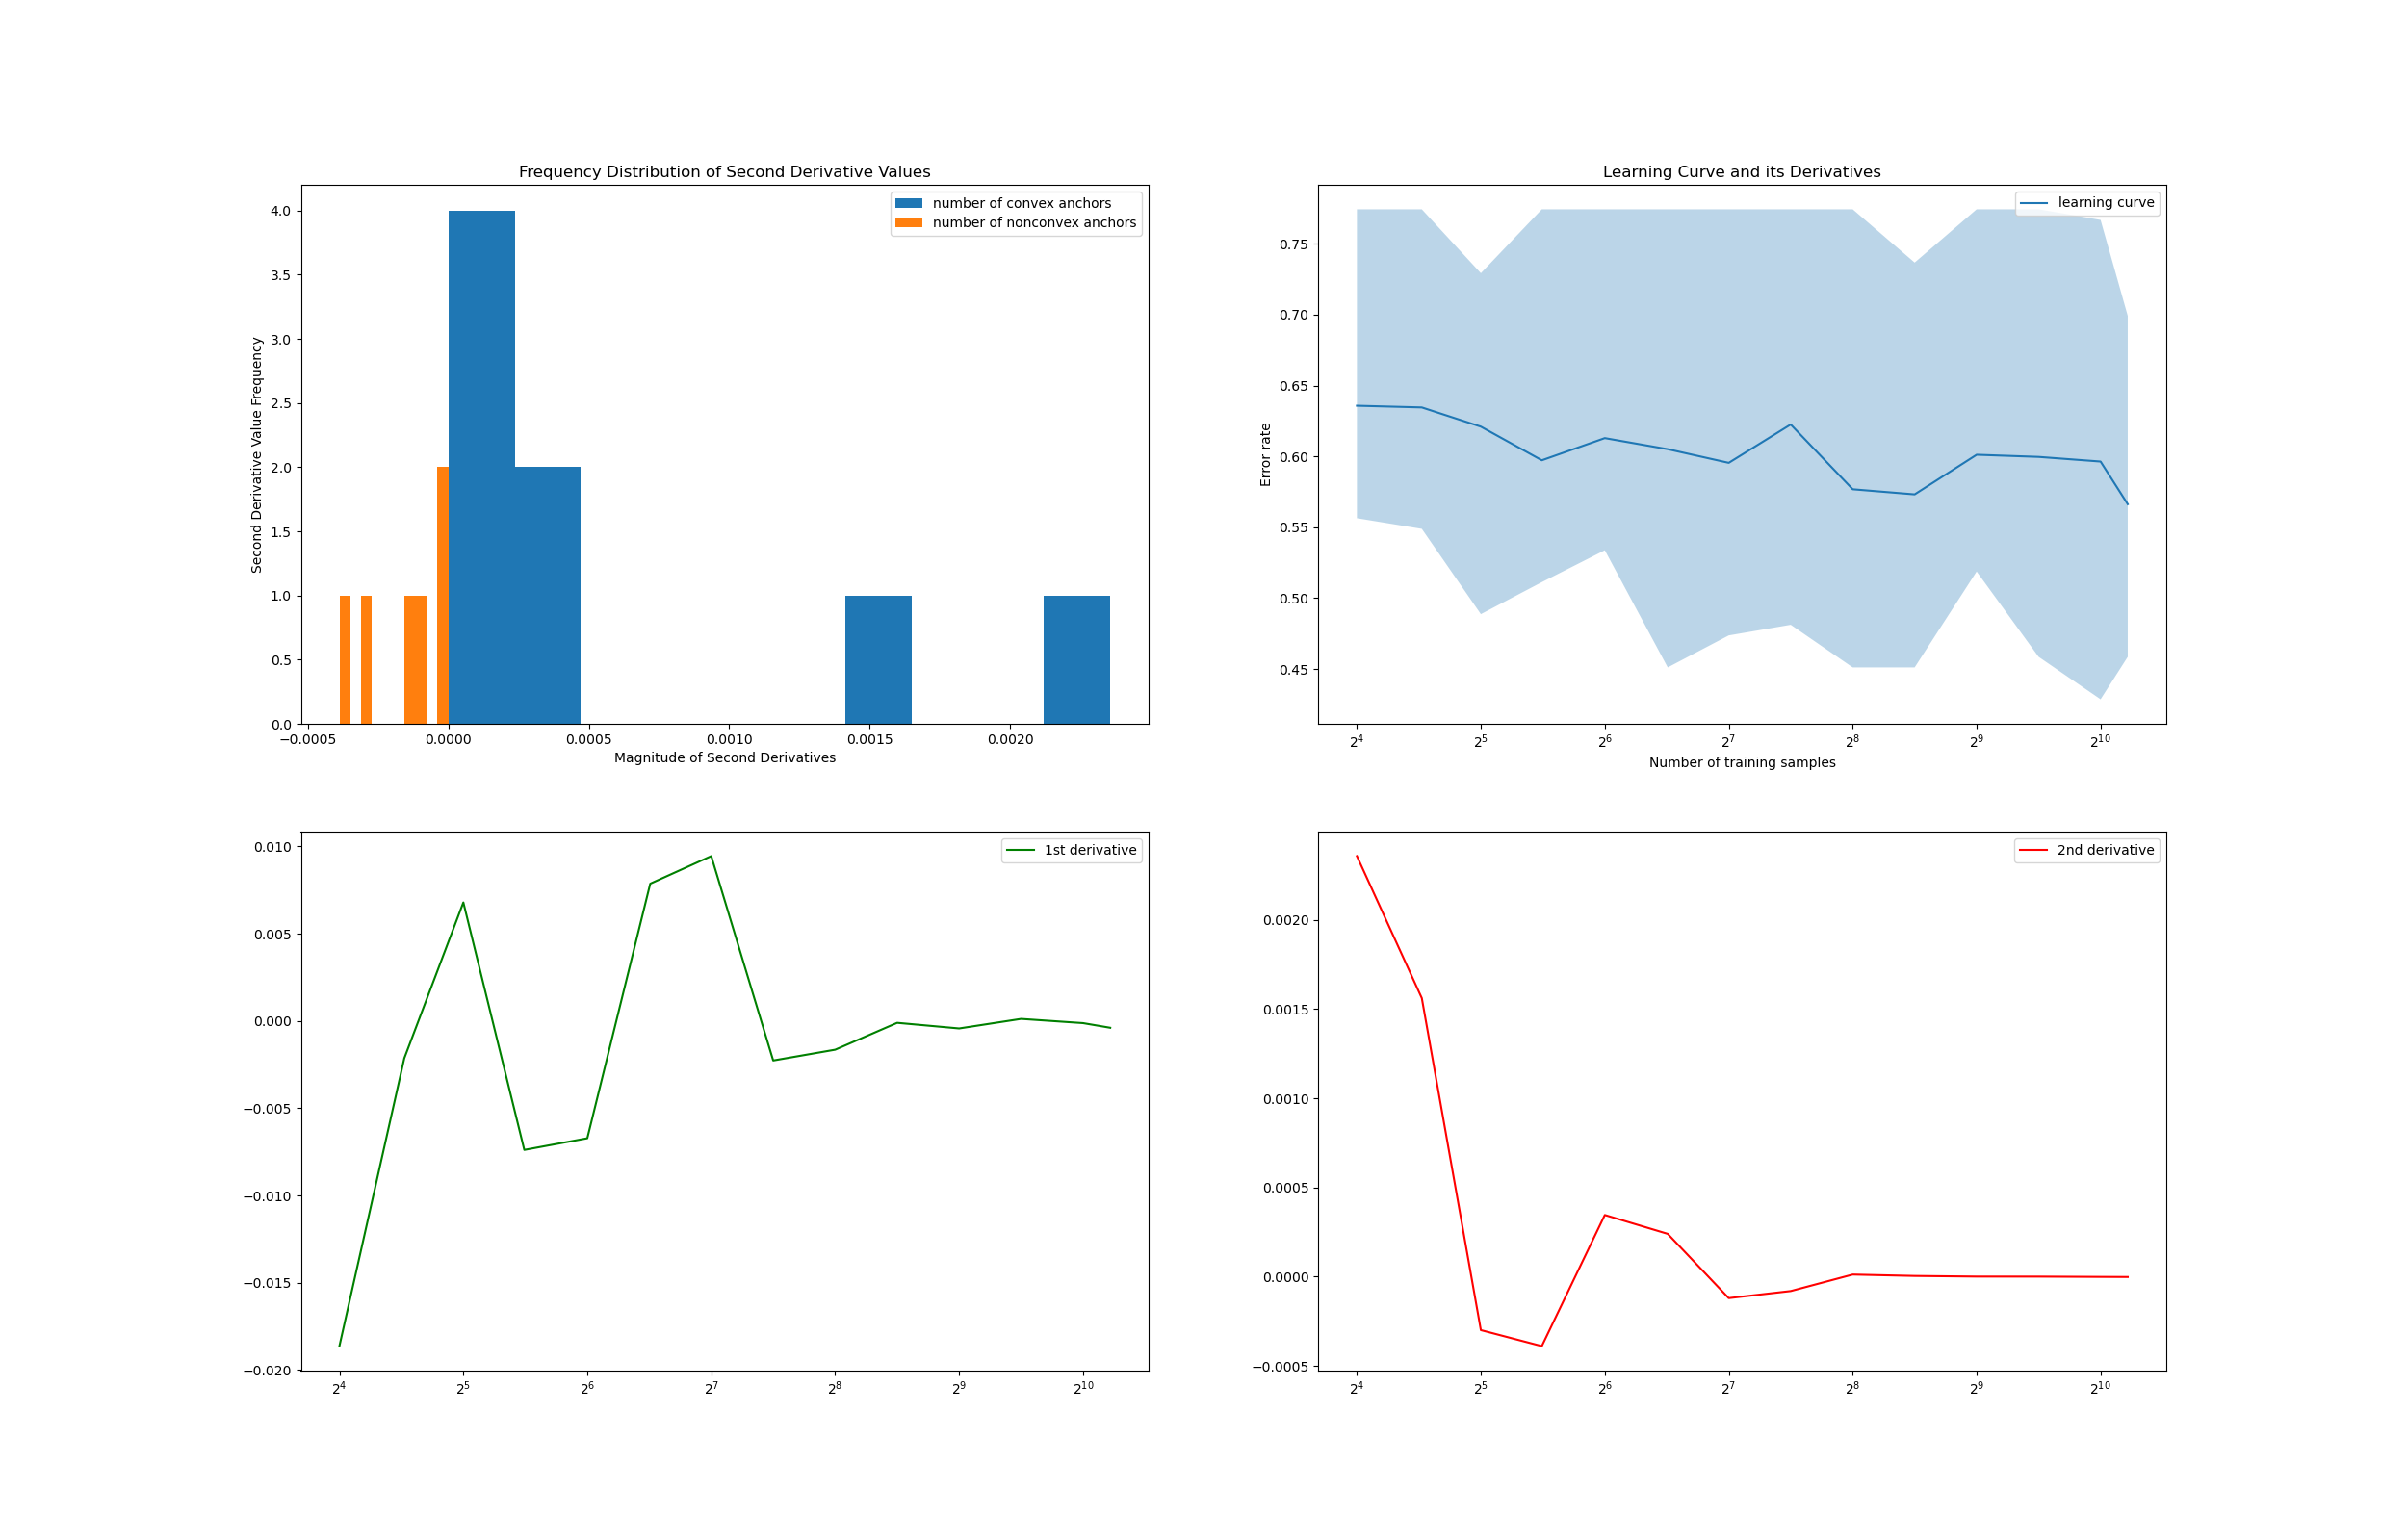 Frequency Distribution of Second Derivative Values
number of convex anchors
number of nonconvex anchors
Second Derivative Value Frequency
4.0
3.5
3.0
2.5
2.0
1.5
1.0
0.5
0.0
−0.0005 0.0000 0.0005 0.0010 0.0015 0.0020
Magnitude of Second Derivatives
Learning Curve and its Derivatives
learning curve
Error rate
0.75
0.70
0.65
0.60
0.55
0.50
0.45
2⁴ 2⁵ 2⁶ 2⁷ 2⁸ 2⁹ 2¹⁰
Number of training samples
1st derivative
0.010
0.005
0.000
−0.005
−0.010
−0.015
−0.020
2⁴ 2⁵ 2⁶ 2⁷ 2⁸ 2⁹ 2¹⁰
2nd derivative
0.0020
0.0015
0.0010
0.0005
0.0000
−0.0005
2⁴ 2⁵ 2⁶ 2⁷ 2⁸ 2⁹ 2¹⁰